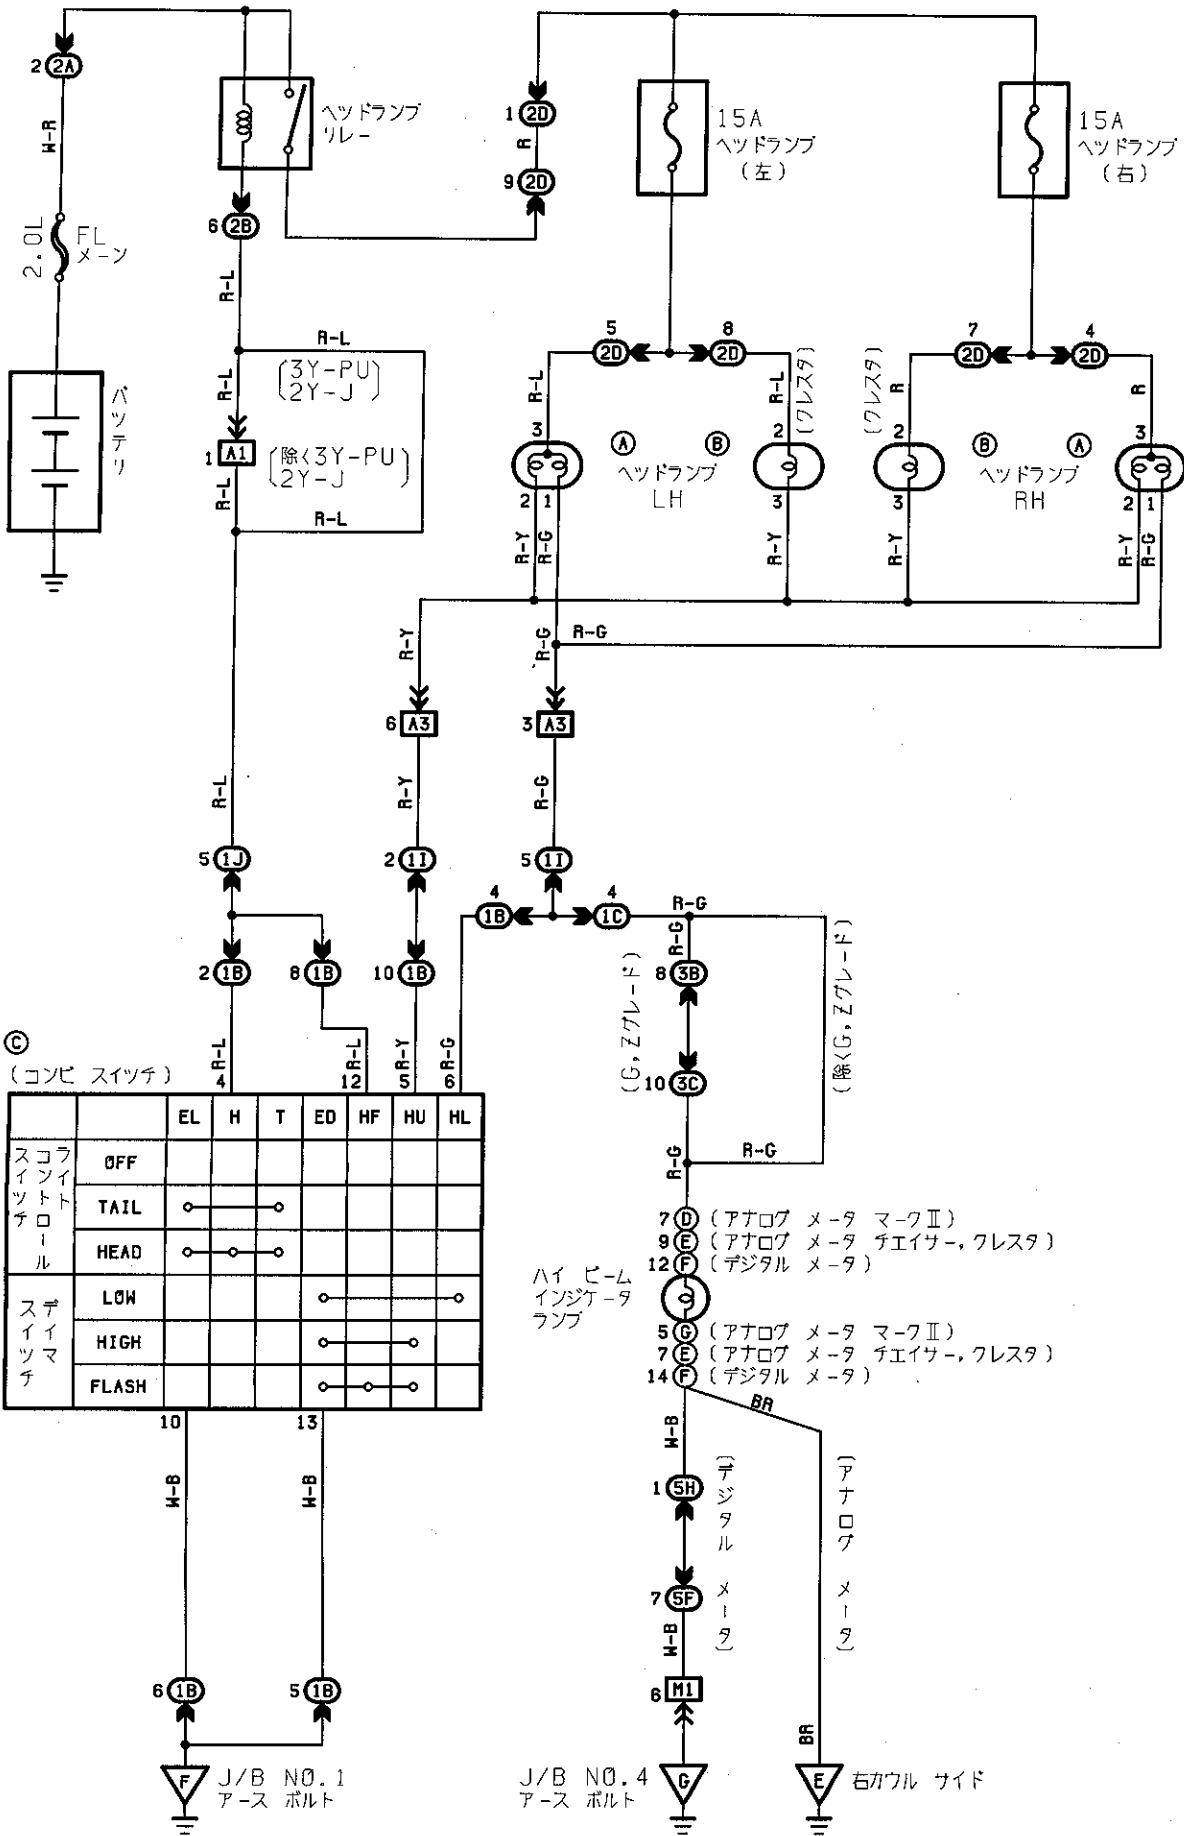 2 2A
W-R
2.0L
FL
メーン
バッテリ
ヘッドランプ
リレー
6 2B
R-L
R-L
R-L
(3Y-PU)
(2Y-J)
1 A1
(除く3Y-PU)
(2Y-J)
R-L
R-L
1 2D
R
9 2D
15A
ヘッドランプ
(左)
15A
ヘッドランプ
(右)
5
2D
8
2D
7
2D
4
2D
R-L
R-L
(クレスタ)
(クレスタ)
R
R
3
A
B
2
2
B
A
3
ヘッドランプ
LH
ヘッドランプ
RH
2 1
3
3
2 1
R-Y
R-G
R-Y
R-Y
R-Y
R-G
R-Y
R-G
R-G
6 A3
3 A3
R-L
R-Y
R-G
5 1J
2 1I
5 1I
4
1B
4
1C
R-G
R-G
2 1B
8 1B
10 1B
8 3B
(G,Zグレード)
(除くG,Zグレード)
10 3C
R-G
R-G
C
(コンビ スイッチ)
R-L
4
R-L
12
R-Y
5
R-G
6
EL H T ED HF HU HL
ライト
コントロール
スイッチ
OFF
TAIL
HEAD
ディマ
スイッチ
LOW
HIGH
FLASH
10
13
W-B
W-B
6 1B
5 1B
F
J/B NO.1
アース ボルト
7 D (アナログ メータ マークⅡ)
9 E (アナログ メータ チエイサー,クレスタ)
12 F (デジタル メータ)
ハイ ビーム
インジケータ
ランプ
5 G (アナログ メータ マークⅡ)
7 E (アナログ メータ チエイサー,クレスタ)
14 F (デジタル メータ)
W-B
BR
1 5H
(デジタル メータ)
(アナログ メータ)
7 5F
W-B
6 M1
BR
J/B NO.4
アース ボルト
G
E
右カウル サイド